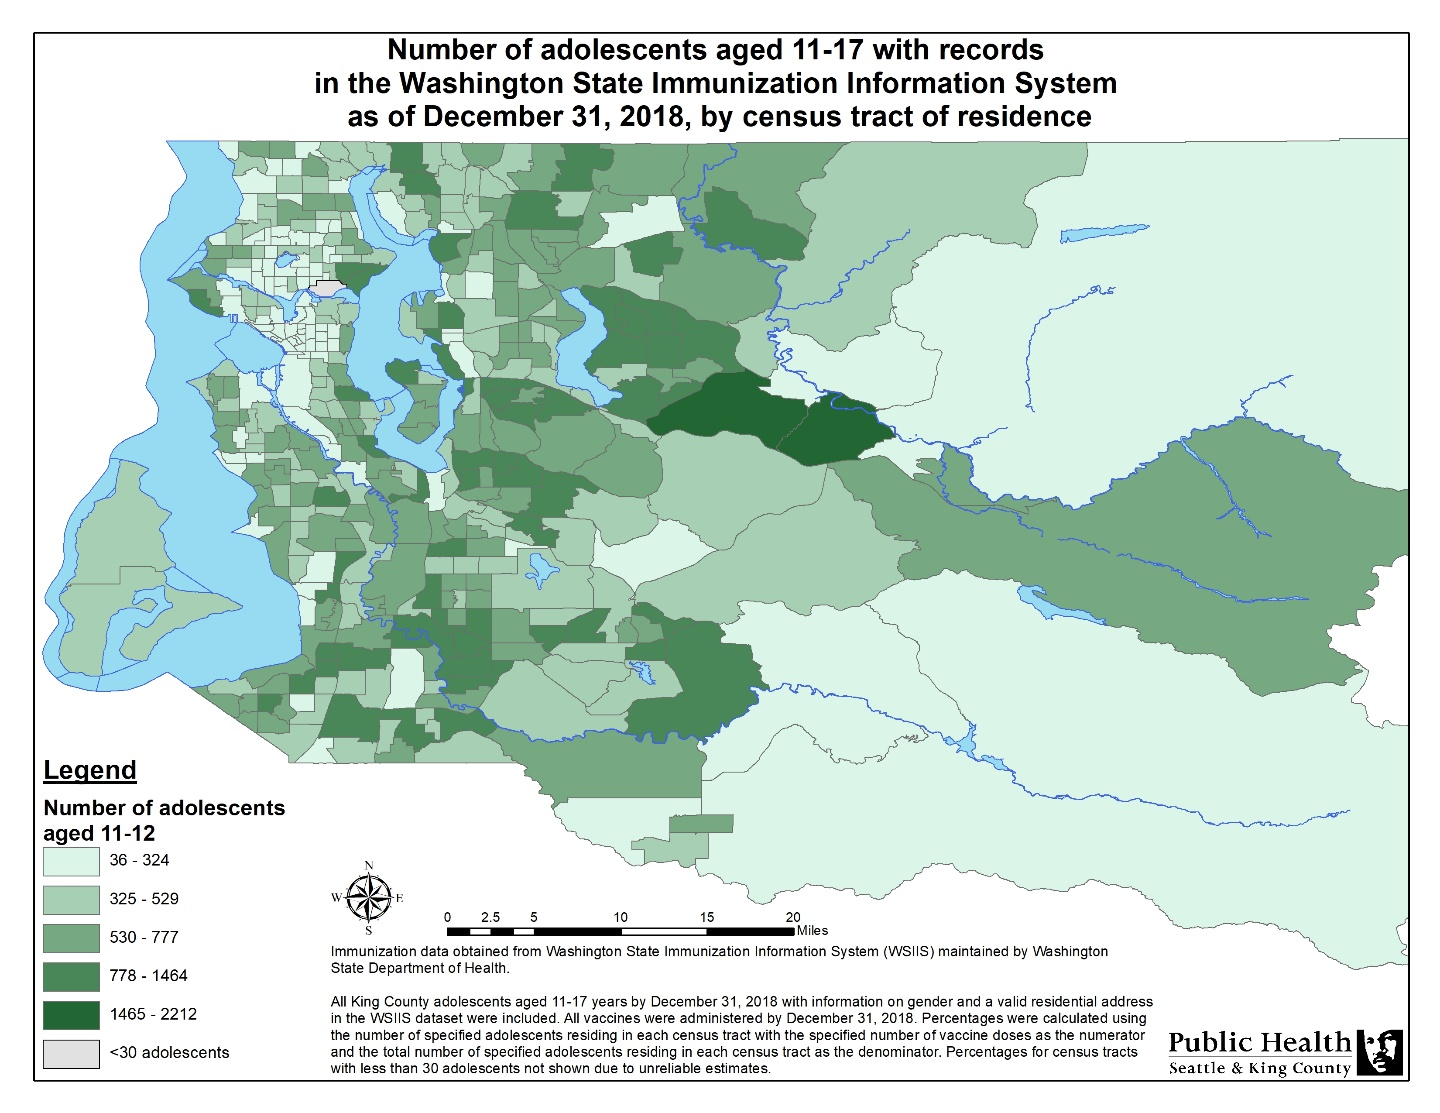 Number of adolescents aged 11-17 with records
in the Washington State Immunization Information System
as of December 31, 2018, by census tract of residence
Legend
Number of adolescents
aged 11-12
36 - 324
325 - 529
530 - 777
778 - 1464
1465 - 2212
<30 adolescents
N
W E
S
0 2.5 5 10 15 20
Miles
Immunization data obtained from Washington State Immunization Information System (WSIIS) maintained by Washington
State Department of Health.
All King County adolescents aged 11-17 years by December 31, 2018 with information on gender and a valid residential address
in the WSIIS dataset were included. All vaccines were administered by December 31, 2018. Percentages were calculated using
the number of specified adolescents residing in each census tract with the specified number of vaccine doses as the numerator
and the total number of specified adolescents residing in each census tract as the denominator. Percentages for census tracts
with less than 30 adolescents not shown due to unreliable estimates.
Public Health
Seattle & King County